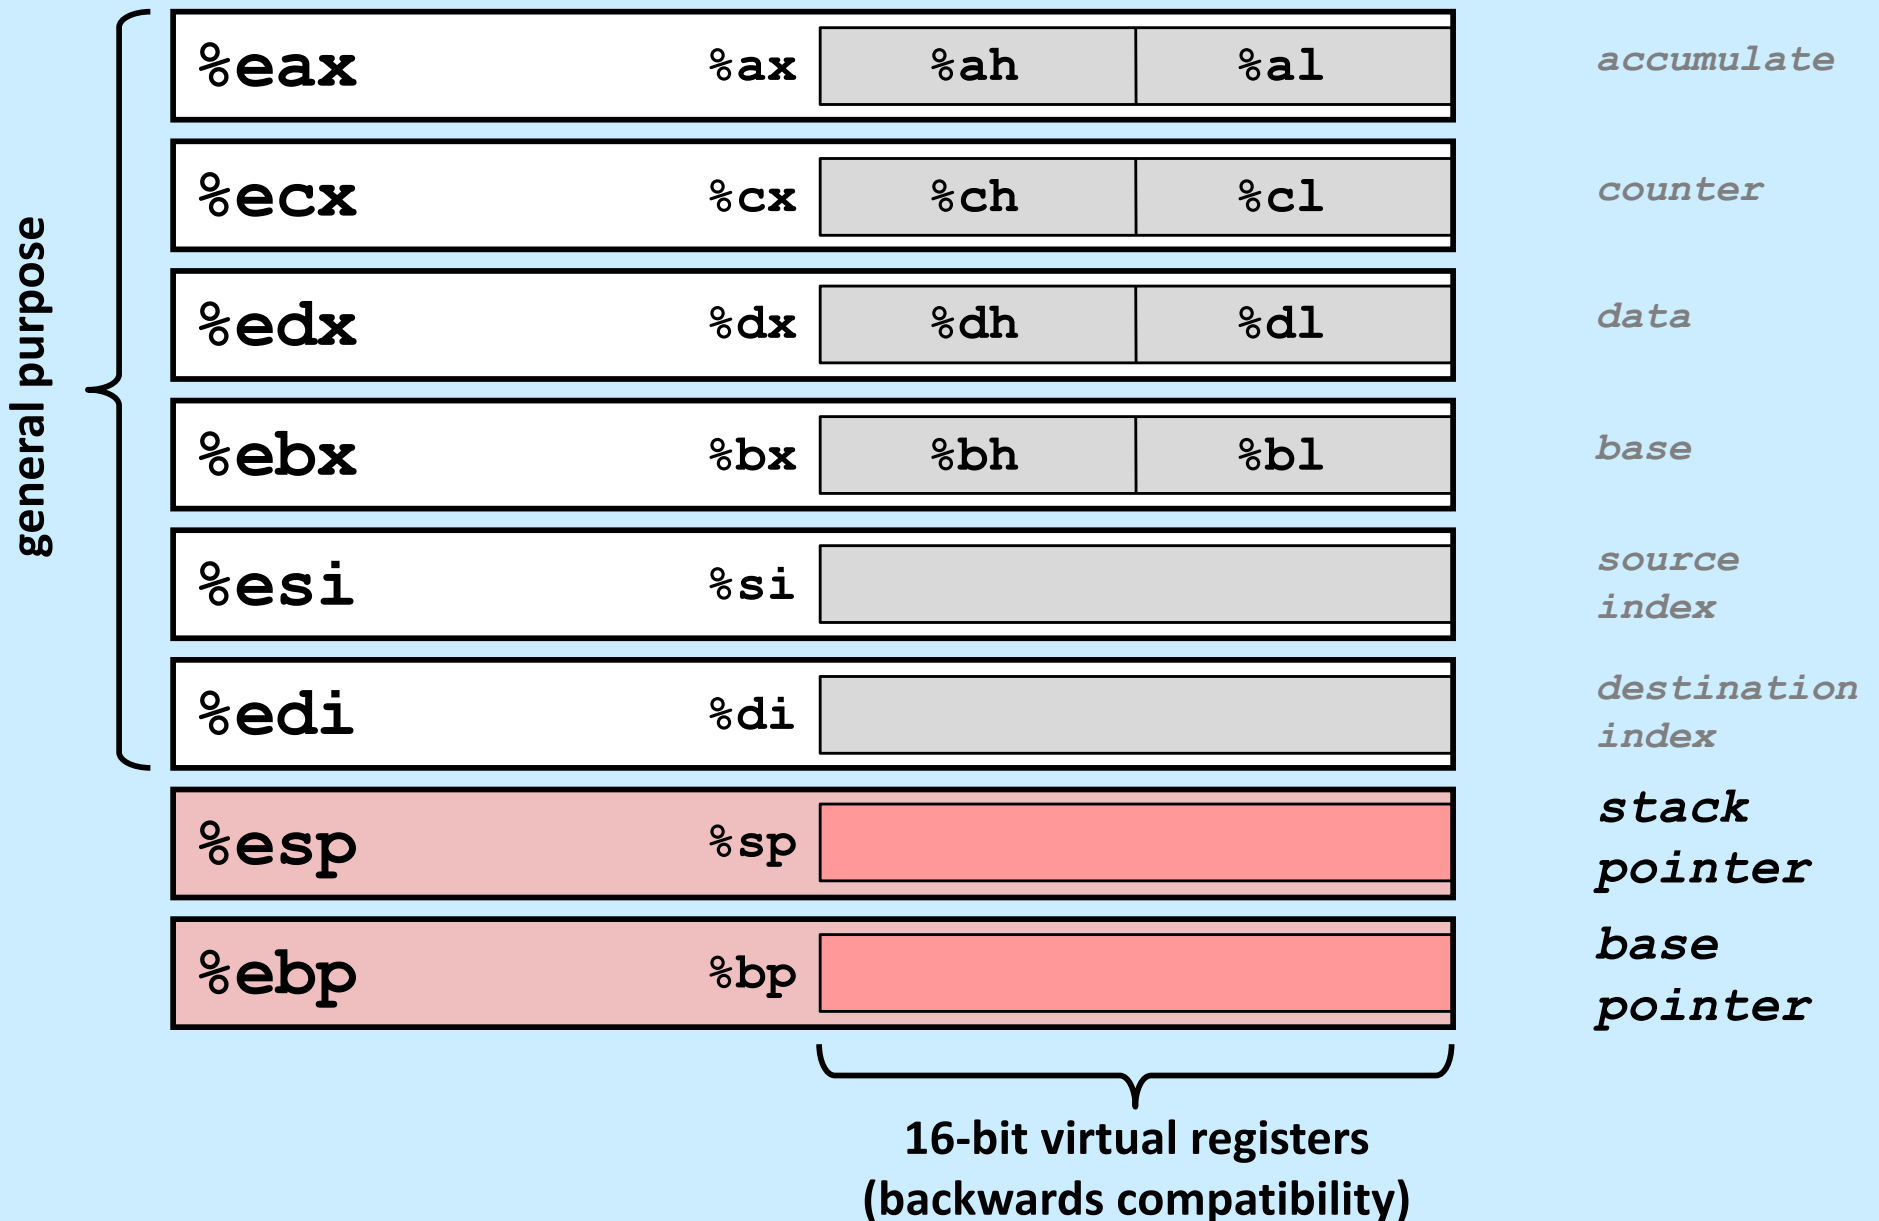 general purpose
%eax %ax %ah %al accumulate
%ecx %cx %ch %cl counter
%edx %dx %dh %dl data
%ebx %bx %bh %bl base
%esi %si source
index
%edi %di destination
index
%esp %sp stack
pointer
%ebp %bp base
pointer
16-bit virtual registers
(backwards compatibility)